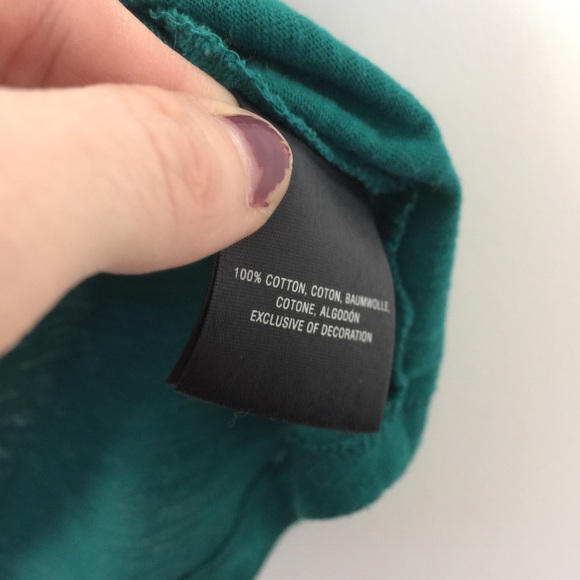 100% COTTON, COTON, BAUMWOLLE,
COTONE, ALGODÓN
EXCLUSIVE OF DECORATION